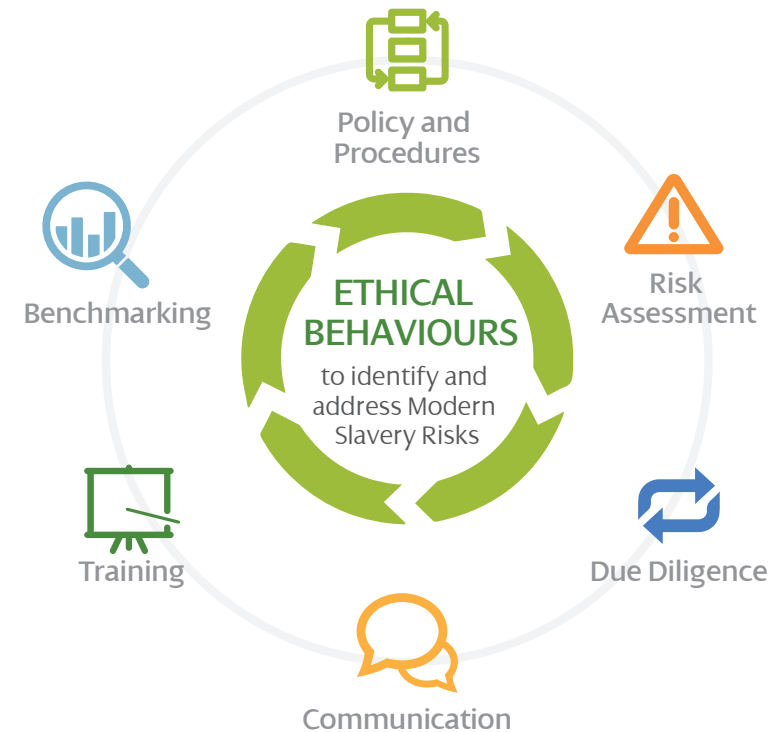 Policy and
Procedures
Risk
Assessment
Due Diligence
Communication
Training
Benchmarking
ETHICAL
BEHAVIOURS
to identify and
address Modern
Slavery Risks